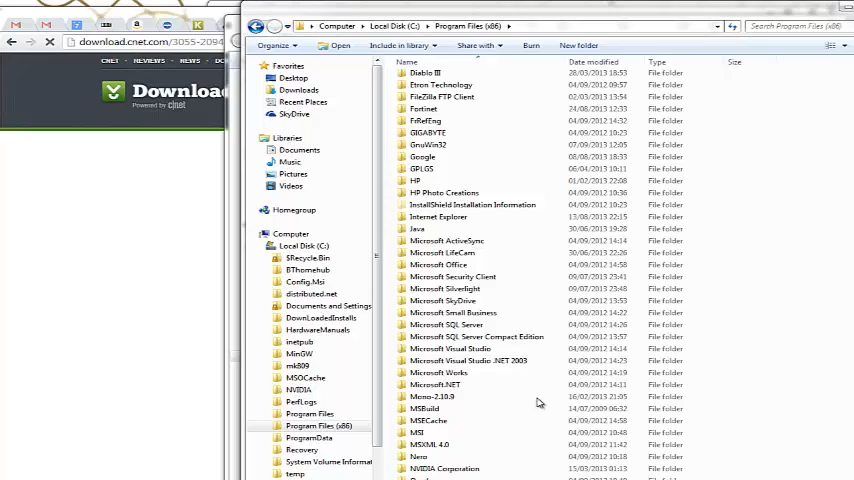 Computer ▸ Local Disk (C:) ▸ Program Files (x86) ▸
Search Program Files (x86)
download.cnet.com/3055-2094
Organize ▾ Open Include in library ▾ Share with ▾ Burn New folder
CNET REVIEWS NEWS DO
Download
Powered by c|net
Favorites
Desktop
Downloads
Recent Places
SkyDrive
Libraries
Documents
Music
Pictures
Videos
Homegroup
Computer
Local Disk (C:)
$Recycle.Bin
BThomehub
Config.Msi
distributed.net
Documents and Settings
DownLoadedInstalls
HardwareManuals
inetpub
MinGW
mk809
MSOCache
NVIDIA
PerfLogs
Program Files
Program Files (x86)
ProgramData
Recovery
System Volume Informat
temp
Name Date modified Type Size
Diablo III 28/03/2013 18:53 File folder
Etron Technology 04/09/2012 09:57 File folder
FileZilla FTP Client 02/03/2013 13:54 File folder
Fortinet 24/08/2013 12:33 File folder
FrRefEng 04/09/2012 14:32 File folder
GIGABYTE 04/09/2012 10:23 File folder
GnuWin32 07/09/2013 12:05 File folder
Google 08/08/2013 18:33 File folder
GPLGS 06/04/2013 10:11 File folder
HP 01/02/2013 22:08 File folder
HP Photo Creations 04/09/2012 10:36 File folder
InstallShield Installation Information 04/09/2012 10:23 File folder
Internet Explorer 13/08/2013 22:15 File folder
Java 30/06/2013 19:28 File folder
Microsoft ActiveSync 04/09/2012 14:14 File folder
Microsoft LifeCam 30/06/2013 22:26 File folder
Microsoft Office 04/09/2012 14:58 File folder
Microsoft Security Client 09/07/2013 23:41 File folder
Microsoft Silverlight 09/07/2013 23:48 File folder
Microsoft SkyDrive 04/09/2012 13:53 File folder
Microsoft Small Business 04/09/2012 14:22 File folder
Microsoft SQL Server 04/09/2012 14:26 File folder
Microsoft SQL Server Compact Edition 04/09/2012 13:57 File folder
Microsoft Visual Studio 04/09/2012 14:14 File folder
Microsoft Visual Studio .NET 2003 04/09/2012 14:23 File folder
Microsoft Works 04/09/2012 14:38 File folder
Microsoft.NET 04/09/2012 14:11 File folder
Mono-2.10.9 16/02/2013 21:05 File folder
MSBuild 14/07/2009 06:32 File folder
MSECache 04/09/2012 14:58 File folder
MSI 04/09/2012 10:48 File folder
MSXML 4.0 04/09/2012 11:42 File folder
Nero 04/09/2012 10:18 File folder
NVIDIA Corporation 15/03/2013 01:13 File folder